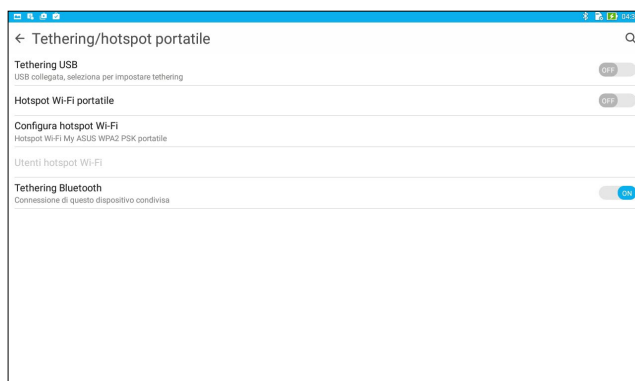 04:3
Tethering/hotspot portatile
Tethering USB
USB collegata, seleziona per impostare tethering
OFF
Hotspot Wi-Fi portatile
OFF
Configura hotspot Wi-Fi
Hotspot Wi-Fi My ASUS WPA2 PSK portatile
Utenti hotspot Wi-Fi
Tethering Bluetooth
Connessione di questo dispositivo condivisa
ON